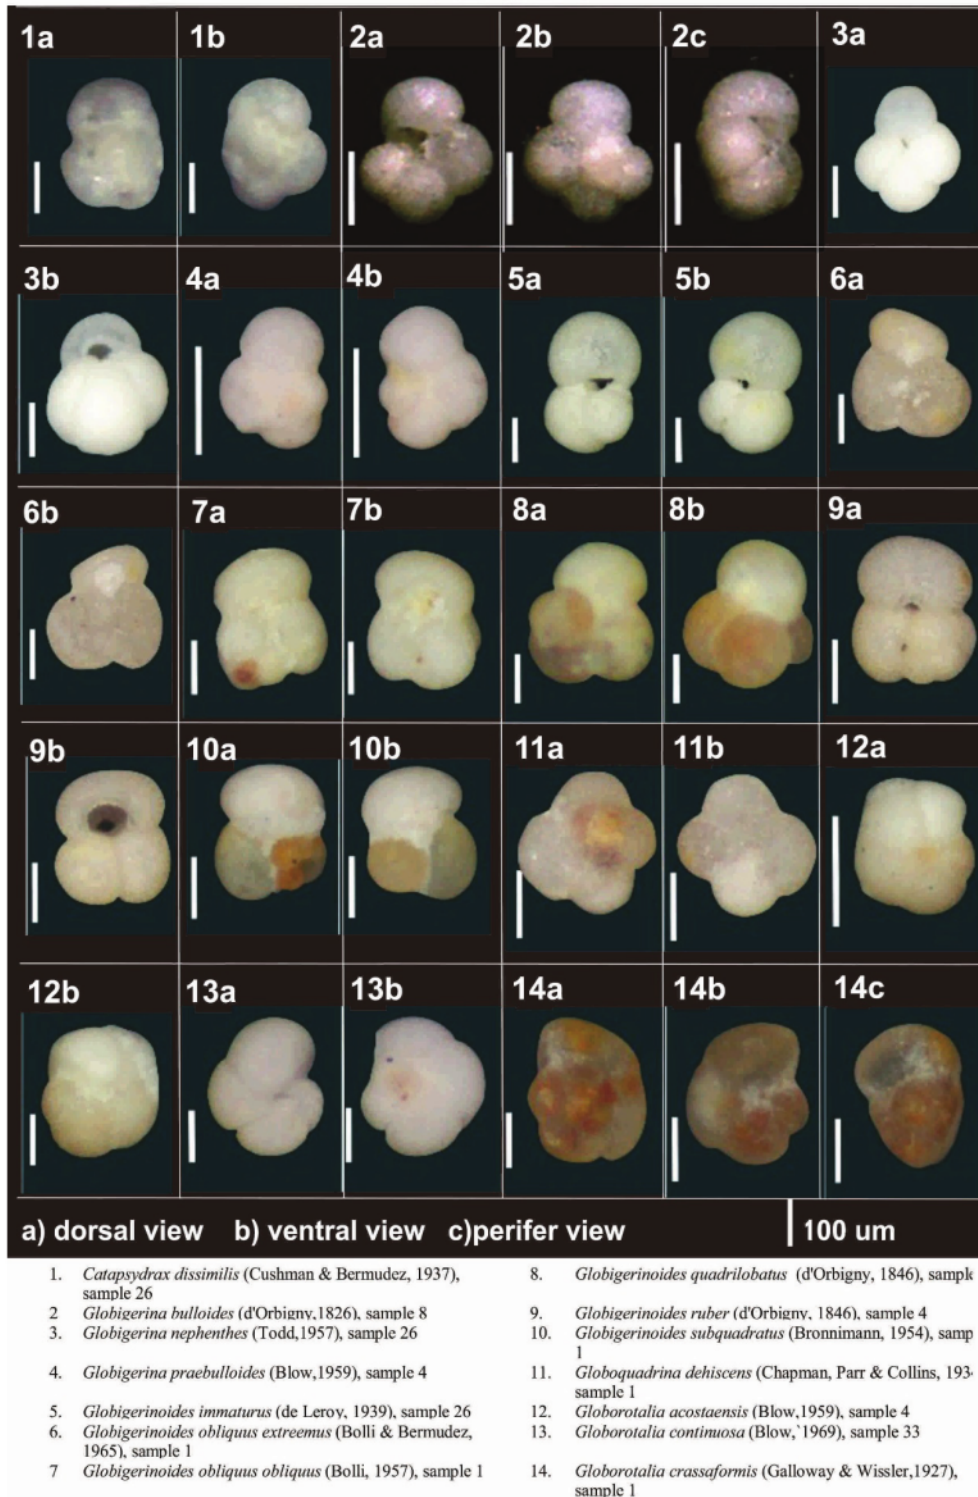 1a 1b 2a 2b 2c 3a
3b 4a 4b 5a 5b 6a
6b 7a 7b 8a 8b 9a
9b 10a 10b 11a 11b 12a
12b 13a 13b 14a 14b 14c
a) dorsal view b) ventral view c)perifer view 100 um
1. Catapsydrax dissimilis (Cushman & Bermudez, 1937),
sample 26
2 Globigerina bulloides (d'Orbigny,1826), sample 8
3. Globigerina nephenthes (Todd,1957), sample 26
4. Globigerina praebulloides (Blow,1959), sample 4
5. Globigerinoides immaturus (de Leroy, 1939), sample 26
6. Globigerinoides obliquus extreemus (Bolli & Bermudez,
1965), sample 1
7 Globigerinoides obliquus obliquus (Bolli, 1957), sample 1
8. Globigerinoides quadrilobatus (d'Orbigny, 1846),
9. Globigerinoides ruber (d'Orbigny, 1846), sample 4
10. Globigerinoides subquadratus (Bronnimann, 1954),
1
11. Globoquadrina dehiscens (Chapman, Parr & Collins,
sample 1
12. Globorotalia acostaensis (Blow,1959), sample 4
13. Globorotalia continuosa (Blow,`1969), sample 33
14. Globorotalia crassaformis (Galloway & Wissler,1927),
sample 1